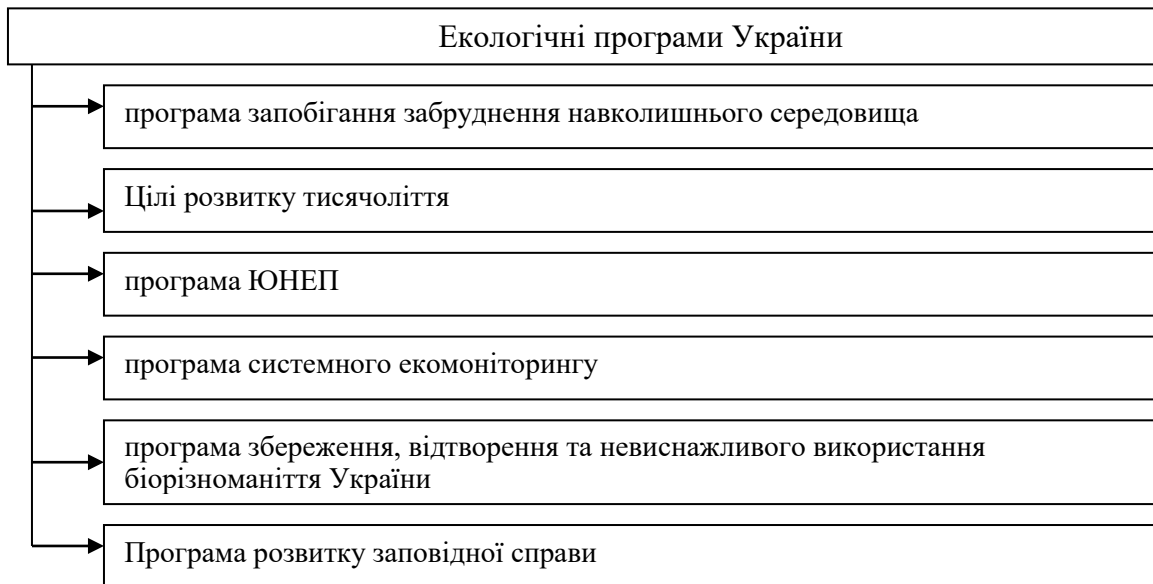 Екологічні програми України
програма запобігання забруднення навколишнього середовища
Цілі розвитку тисячоліття
програма ЮНЕП
програма системного екомоніторингу
програма збереження, відтворення та невиснажливого використання
біорізноманіття України
Програма розвитку заповідної справи